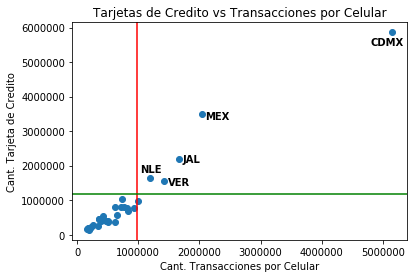 Tarjetas de Credito vs Transacciones por Celular
6000000
5000000
4000000
3000000
2000000
1000000
0
Cant. Tarjeta de Credito
CDMX
MEX
JAL
NLE
VER
0
1000000
2000000
3000000
4000000
5000000
Cant. Transacciones por Celular